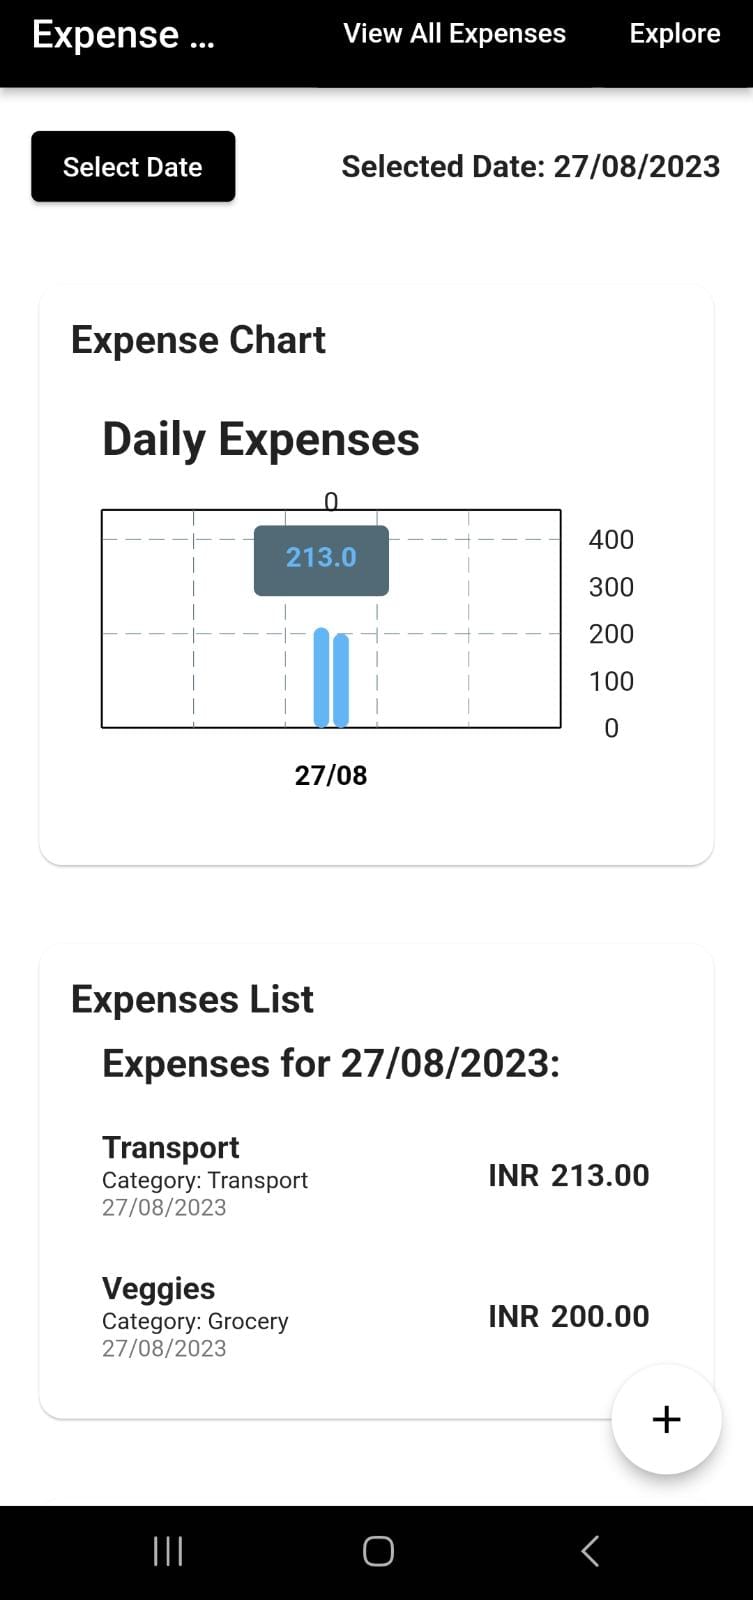 Expense ... View All Expenses Explore
Select Date Selected Date: 27/08/2023
Expense Chart
Daily Expenses
0
213.0
400
300
200
100
0
27/08
Expenses List
Expenses for 27/08/2023:
Transport
Category: Transport
27/08/2023
INR 213.00
Veggies
Category: Grocery
27/08/2023
INR 200.00
+